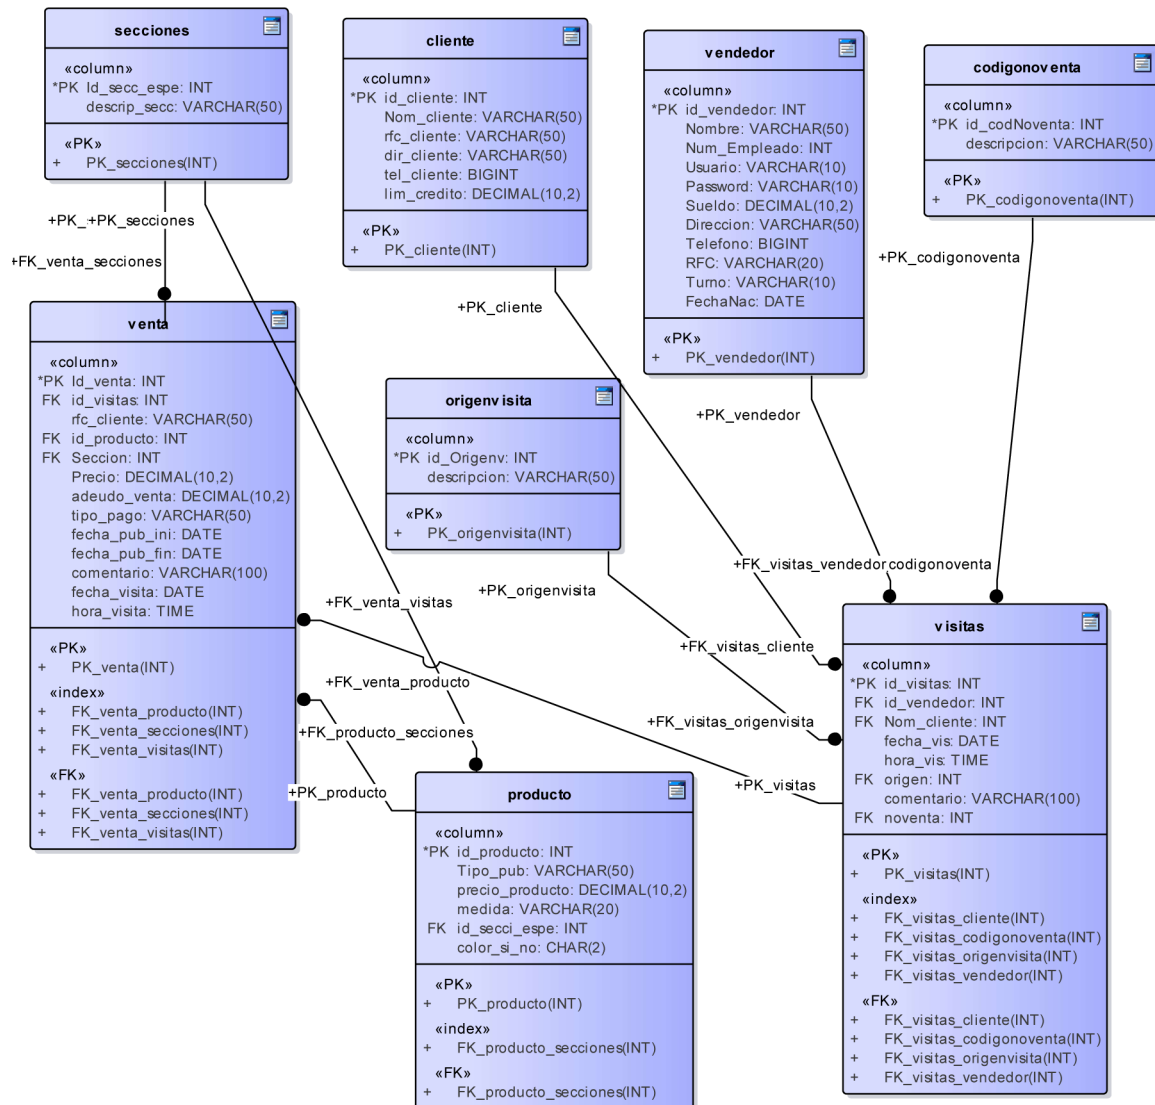 secciones
«column»
*PK Id_secc_espe: INT
descrip_secc: VARCHAR(50)
«PK»
+ PK_secciones(INT)
cliente
«column»
*PK id_cliente: INT
Nom_cliente: VARCHAR(50)
rfc_cliente: VARCHAR(50)
dir_cliente: VARCHAR(50)
tel_cliente: BIGINT
lim_credito: DECIMAL(10,2)
«PK»
+ PK_cliente(INT)
vendedor
«column»
*PK id_vendedor: INT
Nombre: VARCHAR(50)
Num_Empleado: INT
Usuario: VARCHAR(10)
Password: VARCHAR(10)
Sueldo: DECIMAL(10,2)
Direccion: VARCHAR(50)
Telefono: BIGINT
RFC: VARCHAR(20)
Turno: VARCHAR(10)
FechaNac: DATE
«PK»
+ PK_vendedor(INT)
codigonoventa
«column»
*PK id_codNoventa: INT
descripcion: VARCHAR(50)
«PK»
+ PK_codigonoventa(INT)
+PK_:+PK_secciones
+FK_venta_secciones
+PK_cliente
+PK_codigonoventa
+PK_vendedor
venta
«column»
*PK Id_venta: INT
FK id_visitas: INT
rfc_cliente: VARCHAR(50)
FK id_producto: INT
FK Seccion: INT
Precio: DECIMAL(10,2)
adeudo_venta: DECIMAL(10,2)
tipo_pago: VARCHAR(50)
fecha_pub_ini: DATE
fecha_pub_fin: DATE
comentario: VARCHAR(100)
fecha_visita: DATE
hora_visita: TIME
«PK»
+ PK_venta(INT)
«index»
+ FK_venta_producto(INT)
+ FK_venta_secciones(INT)
+ FK_venta_visitas(INT)
«FK»
+ FK_venta_producto(INT)
+ FK_venta_secciones(INT)
+ FK_venta_visitas(INT)
origenvisita
«column»
*PK id_Origenv: INT
descripcion: VARCHAR(50)
«PK»
+ PK_origenvisita(INT)
+PK_origenvisita
+FK_visitas_vendedor codigonoventa
+FK_venta_visitas
+FK_visitas_cliente
+FK_venta_producto
+FK_visitas_origenvisita
+FK_producto_secciones
+PK_producto
+PK_visitas
producto
«column»
*PK id_producto: INT
Tipo_pub: VARCHAR(50)
precio_producto: DECIMAL(10,2)
medida: VARCHAR(20)
FK id_secci_espe: INT
color_si_no: CHAR(2)
«PK»
+ PK_producto(INT)
«index»
+ FK_producto_secciones(INT)
«FK»
+ FK_producto_secciones(INT)
visitas
«column»
*PK id_visitas: INT
FK id_vendedor: INT
FK Nom_cliente: INT
fecha_vis: DATE
hora_vis: TIME
FK origen: INT
comentario: VARCHAR(100)
FK noventa: INT
«PK»
+ PK_visitas(INT)
«index»
+ FK_visitas_cliente(INT)
+ FK_visitas_codigonoventa(INT)
+ FK_visitas_origenvisita(INT)
+ FK_visitas_vendedor(INT)
«FK»
+ FK_visitas_cliente(INT)
+ FK_visitas_codigonoventa(INT)
+ FK_visitas_origenvisita(INT)
+ FK_visitas_vendedor(INT)